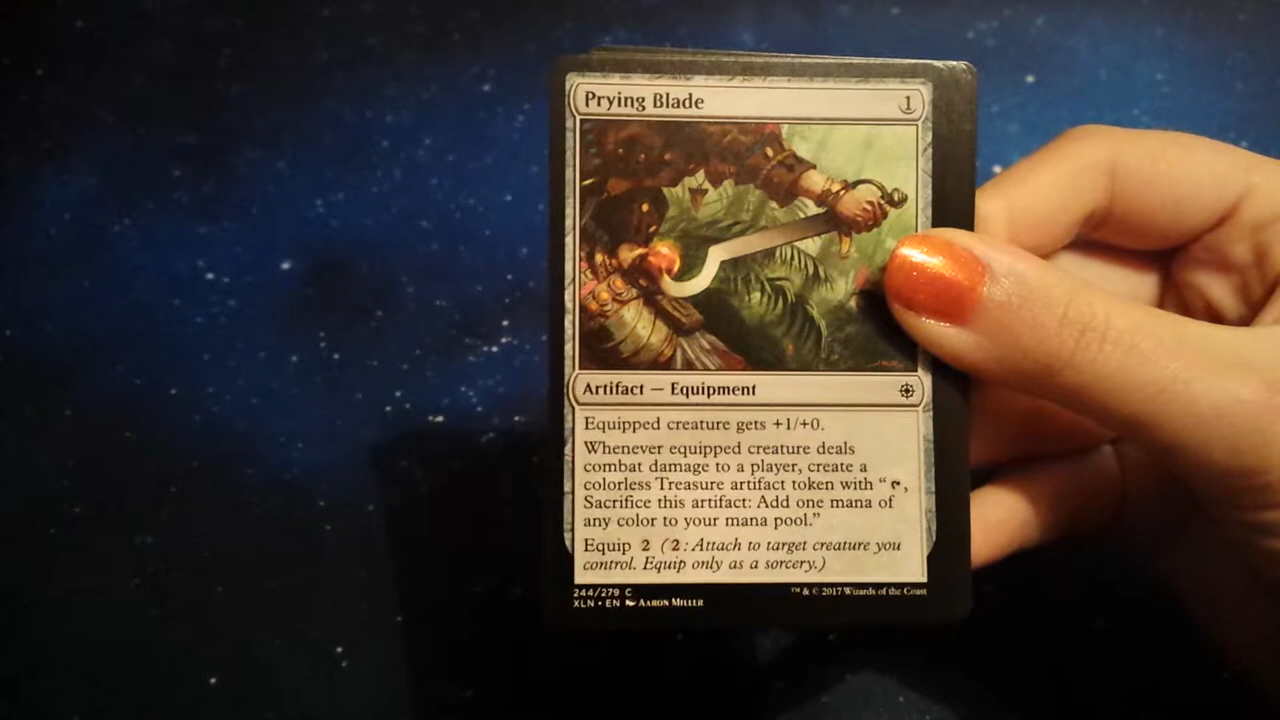 Prying Blade 1
Artifact — Equipment
Equipped creature gets +1/+0.
Whenever equipped creature deals
combat damage to a player, create a
colorless Treasure artifact token with “ ,
Sacrifice this artifact: Add one mana of
any color to your mana pool.”
Equip 2 (2: Attach to target creature you
control. Equip only as a sorcery.)
244/279 C
XLN • EN Aaron Miller
™ & © 2017 Wizards of the Coast